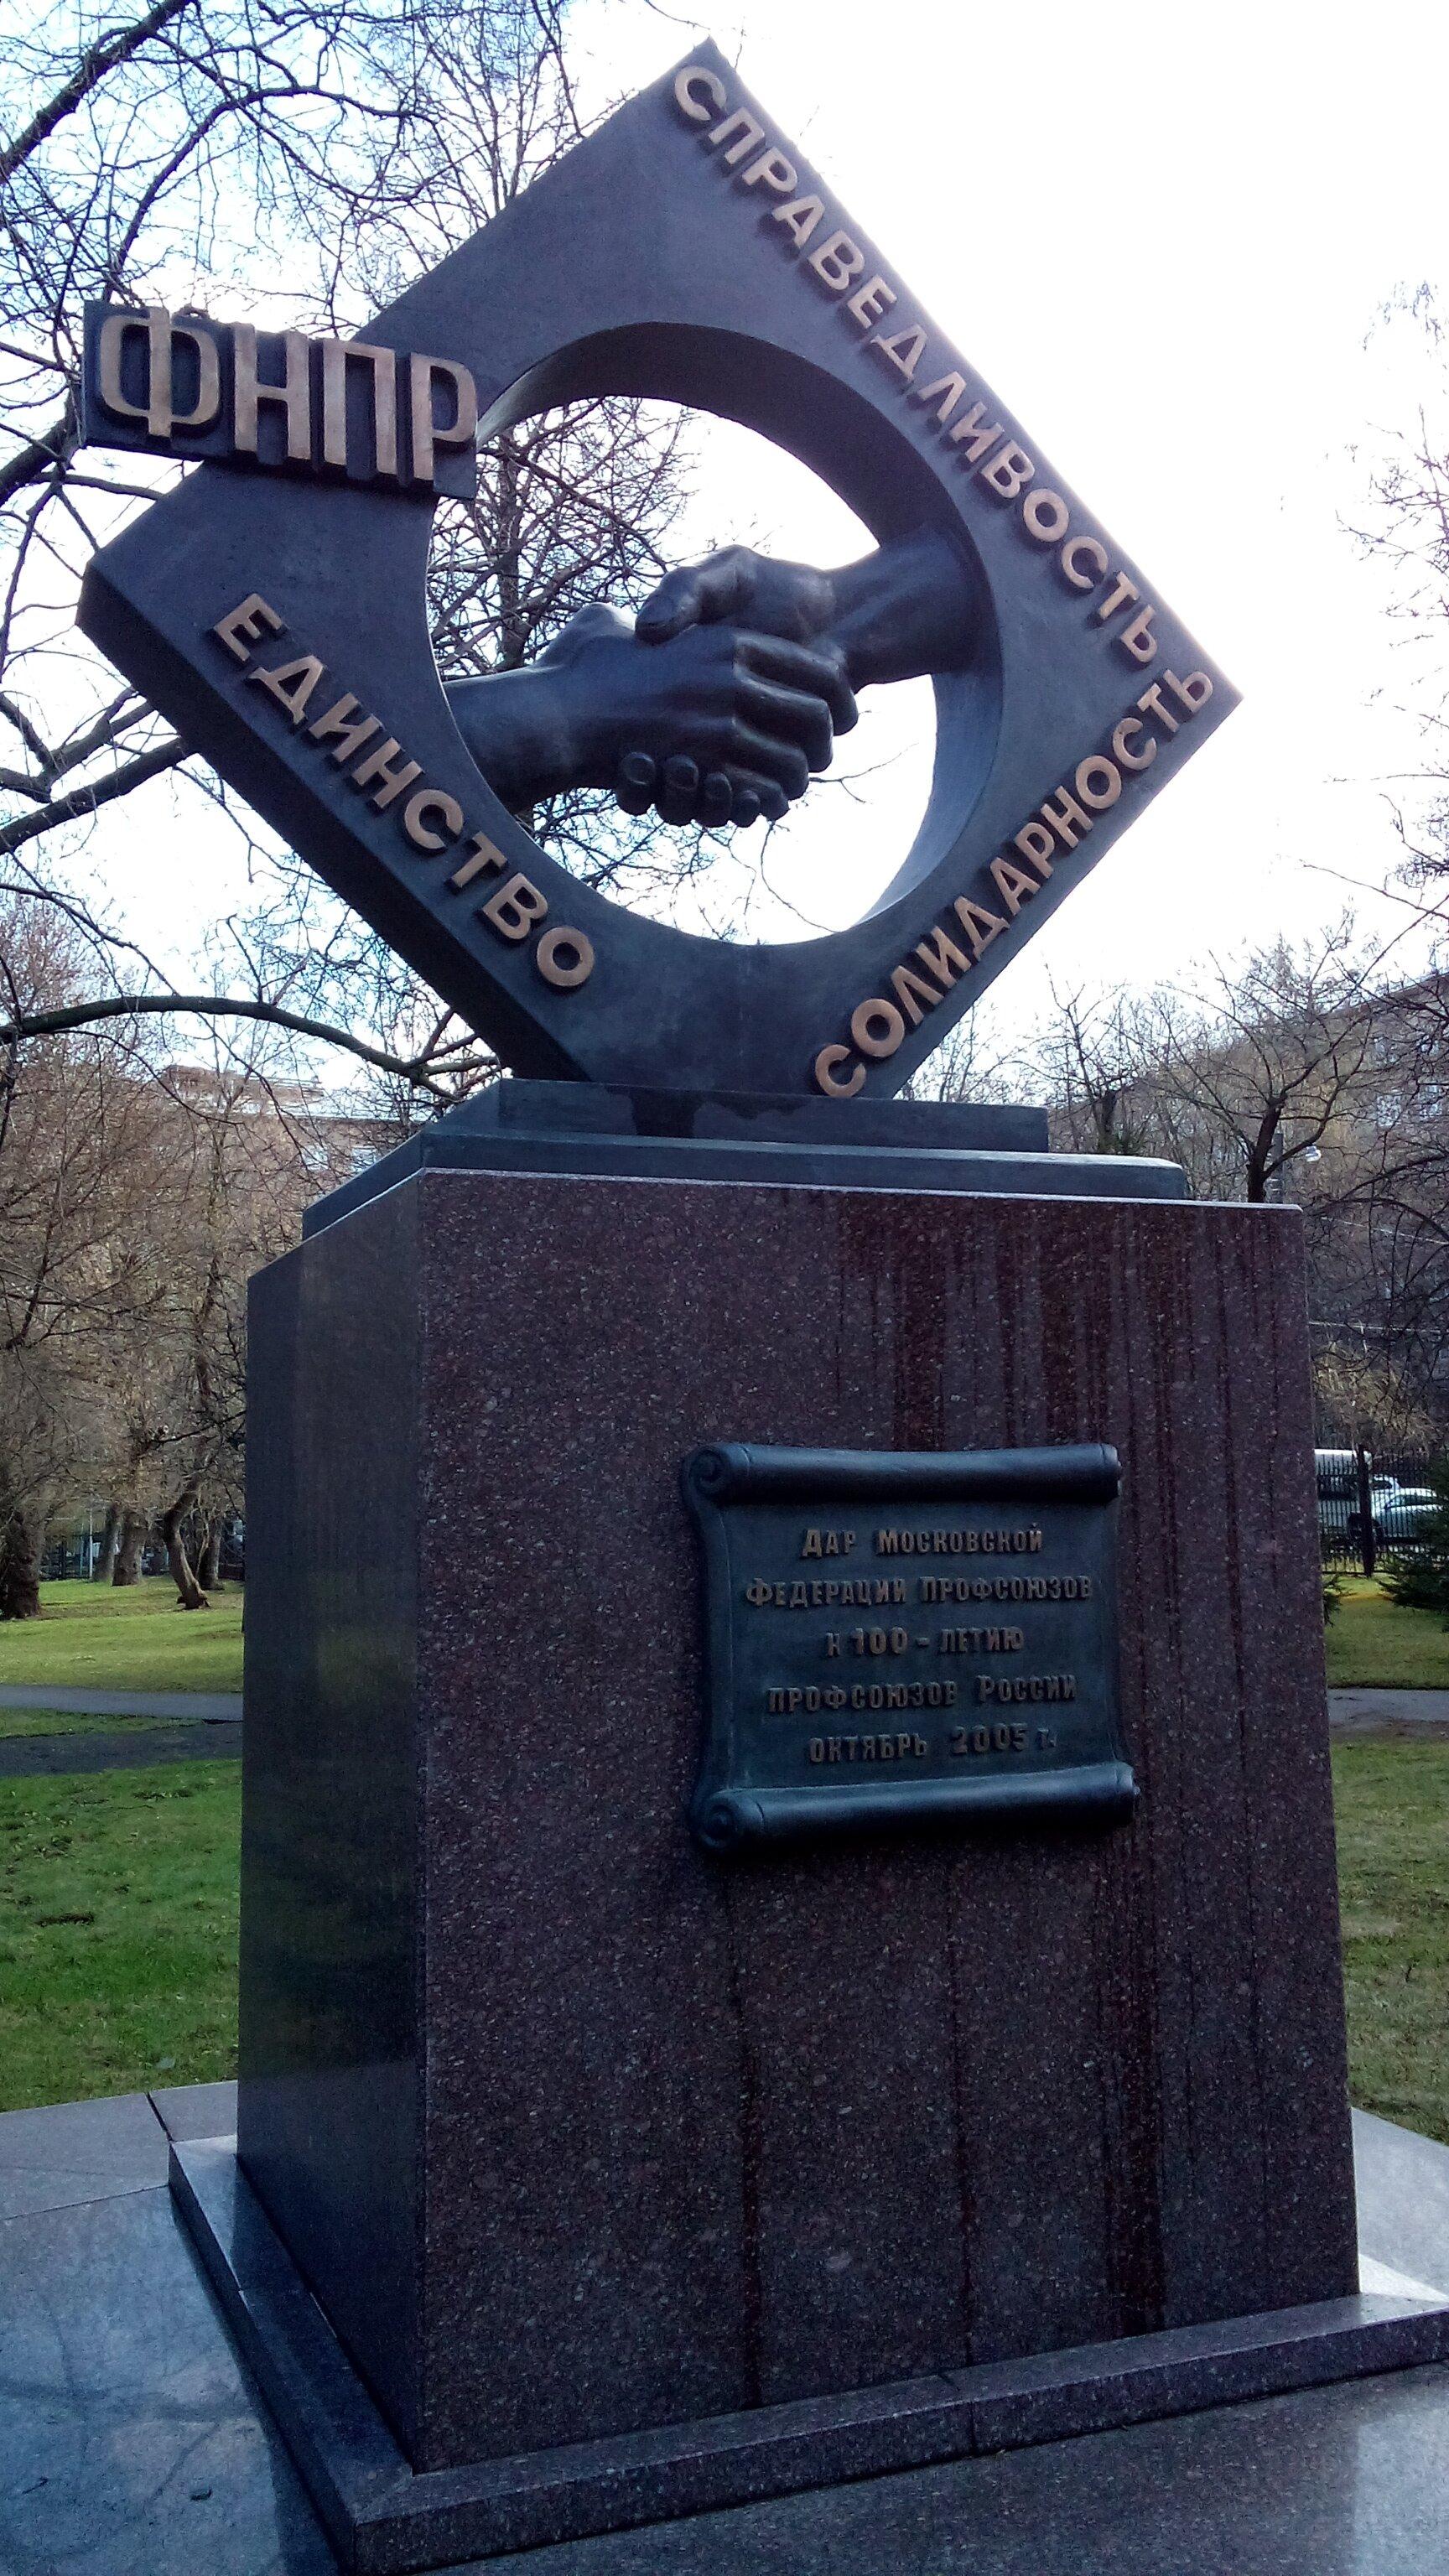 СПРАВЕДЛИВОСТЬ
ФНПР
ЕДИНСТВО
СОЛИДАРНОСТЬ
ДАР МОСКОВСКОЙ
ФЕДЕРАЦИИ ПРОФСОЮЗОВ
К 100 - ЛЕТИЮ
ПРОФСОЮЗОВ РОССИИ
ОКТЯБРЬ 2005 Г.